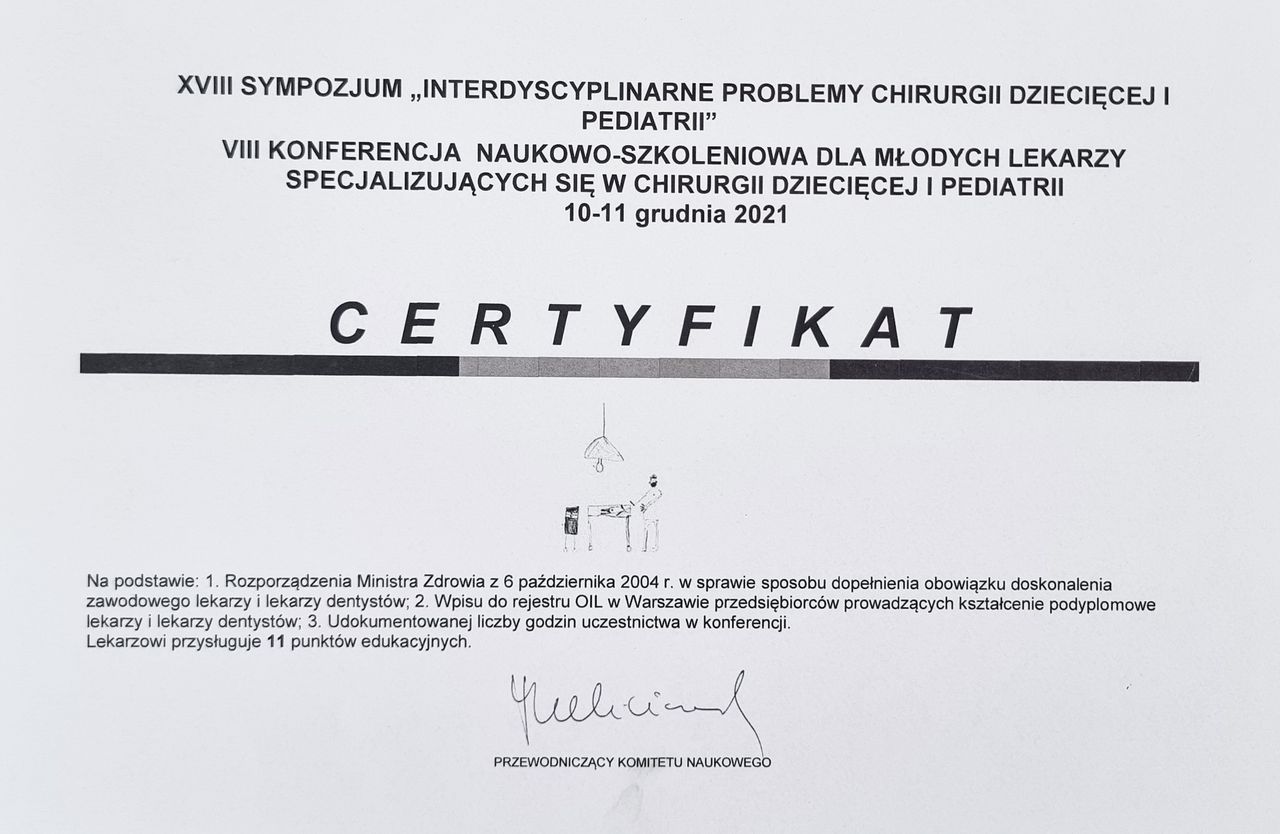 XVIII SYMPOZJUM „INTERDYSCYPLINARNE PROBLEMY CHIRURGII DZIECIĘCEJ I
PEDIATRII”
VIII KONFERENCJA NAUKOWO-SZKOLENIOWA DLA MŁODYCH LEKARZY
SPECJALIZUJĄCYCH SIĘ W CHIRURGII DZIECIĘCEJ I PEDIATRII
10-11 grudnia 2021
CERTYFIKAT
Na podstawie: 1. Rozporządzenia Ministra Zdrowia z 6 października 2004 r. w sprawie sposobu dopełnienia obowiązku doskonalenia
zawodowego lekarzy i lekarzy dentystów; 2. Wpisu do rejestru OIL w Warszawie przedsiębiorców prowadzących kształcenie podyplomowe
lekarzy i lekarzy dentystów; 3. Udokumentowanej liczby godzin uczestnictwa w konferencji.
Lekarzowi przysługuje 11 punktów edukacyjnych.
PRZEWODNICZĄCY KOMITETU NAUKOWEGO